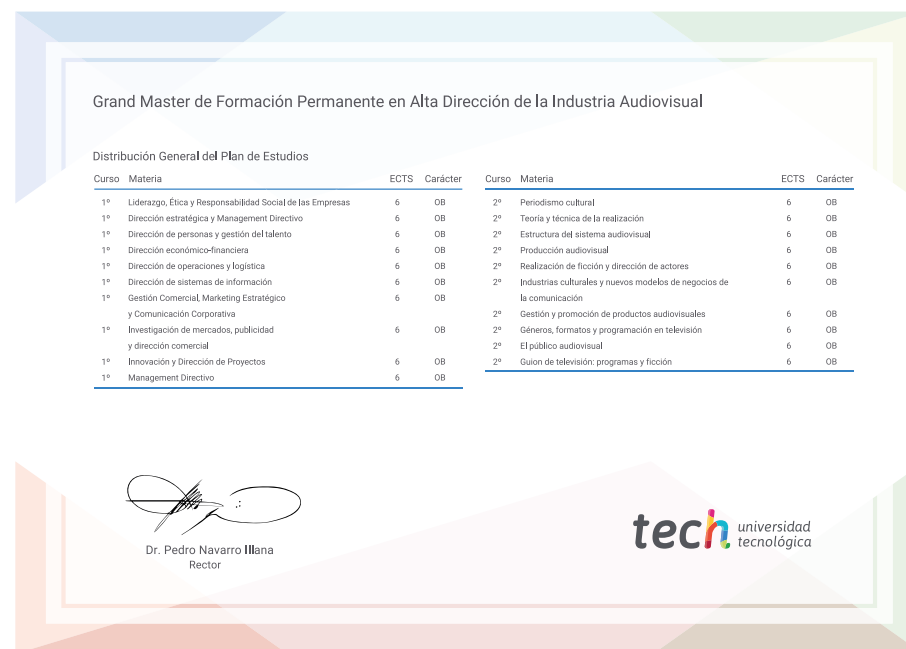 Grand Master de Formación Permanente en Alta Dirección de la Industria Audiovisual
Distribución General del Plan de Estudios
Curso Materia ECTS Carácter
1º Liderazgo, Ética y Responsabilidad Social de las Empresas 6 OB
1º Dirección estratégica y Management Directivo 6 OB
1º Dirección de personas y gestión del talento 6 OB
1º Dirección económico-financiera 6 OB
1º Dirección de operaciones y logística 6 OB
1º Dirección de sistemas de información 6 OB
1º Gestión Comercial, Marketing Estratégico 6 OB
y Comunicación Corporativa
1º Investigación de mercados, publicidad 6 OB
y dirección comercial
1º Innovación y Dirección de Proyectos 6 OB
1º Management Directivo 6 OB
Curso Materia ECTS Carácter
2º Periodismo cultural 6 OB
2º Teoría y técnica de la realización 6 OB
2º Estructura del sistema audiovisual 6 OB
2º Producción audiovisual 6 OB
2º Realización de ficción y dirección de actores 6 OB
2º Industrias culturales y nuevos modelos de negocios de 6 OB
la comunicación
2º Gestión y promoción de productos audiovisuales 6 OB
2º Géneros, formatos y programación en televisión 6 OB
2º El público audiovisual 6 OB
2º Guion de televisión: programas y ficción 6 OB
Dr. Pedro Navarro Illana
Rector
tech universidad
tecnológica